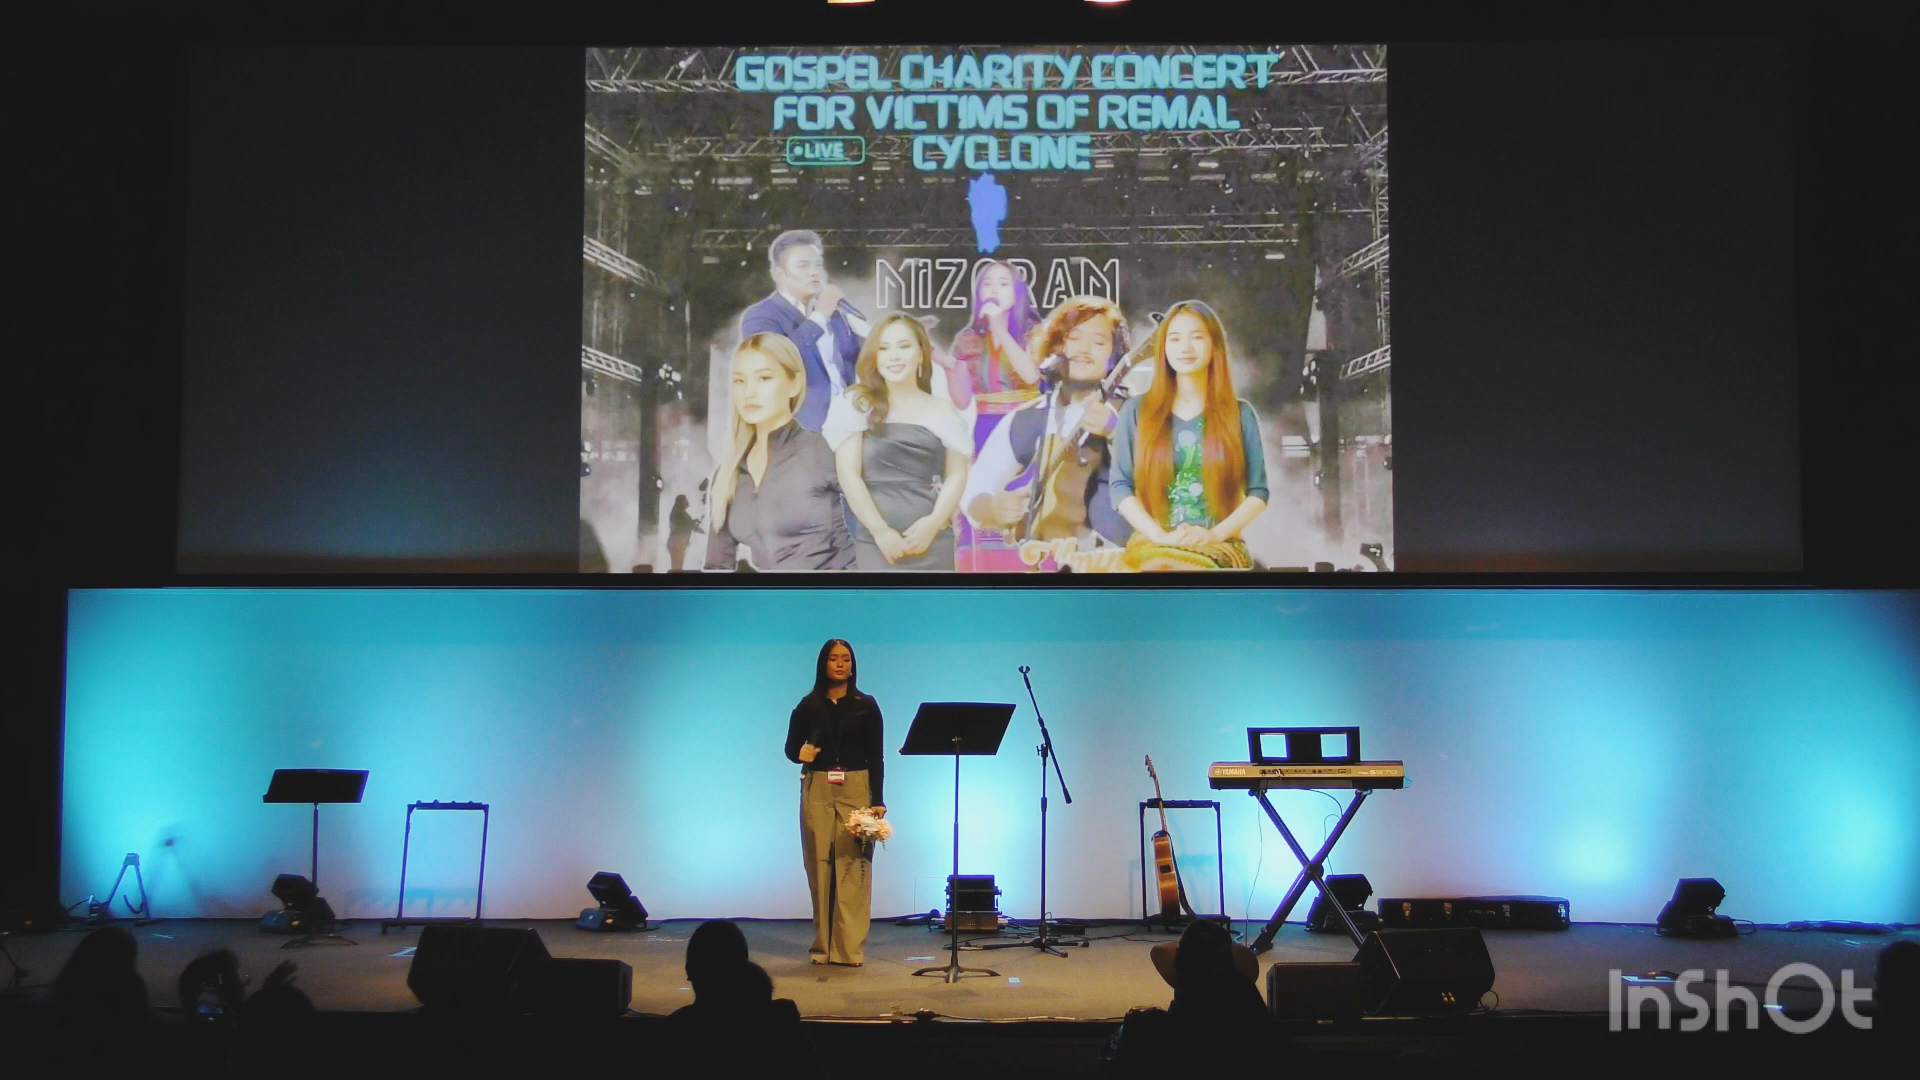 GOSPEL CHARITY CONCERT
FOR VICTIMS OF REMAL
LIVE
CYCLONE
MIZORAM
YAMAHA
InShOt